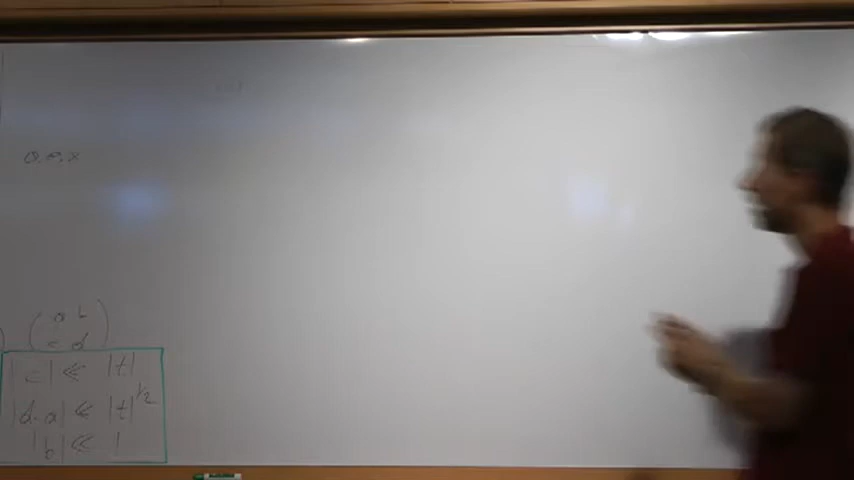 ( a b
c d )
|c| ≪ |t|
|d-a| ≪ |t|^{1/2}
|b| ≪ 1